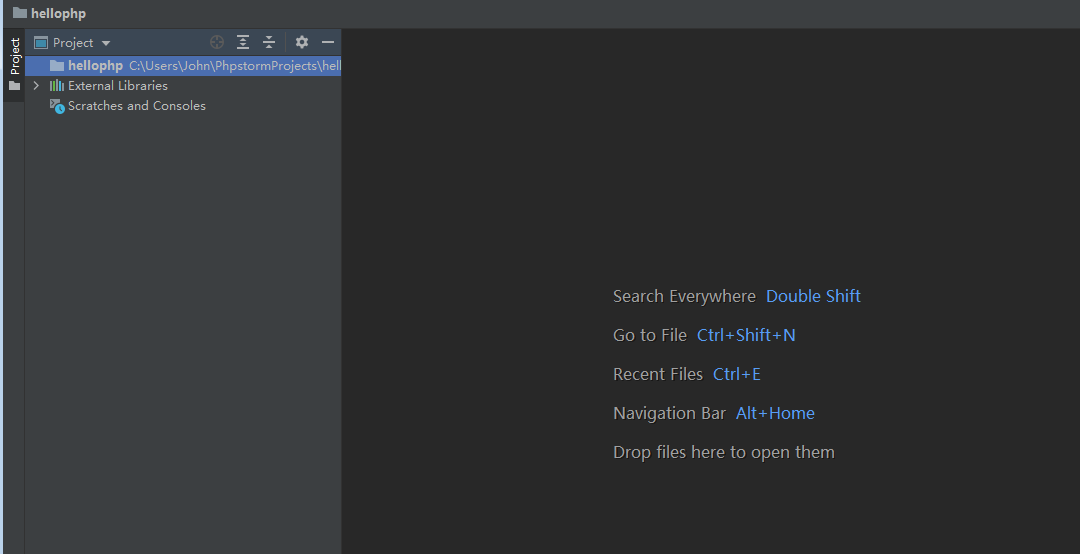 hellophp
Project
Project
hellophp C:\Users\John\PhpstormProjects\hell
External Libraries
Scratches and Consoles
Search Everywhere Double Shift
Go to File Ctrl+Shift+N
Recent Files Ctrl+E
Navigation Bar Alt+Home
Drop files here to open them